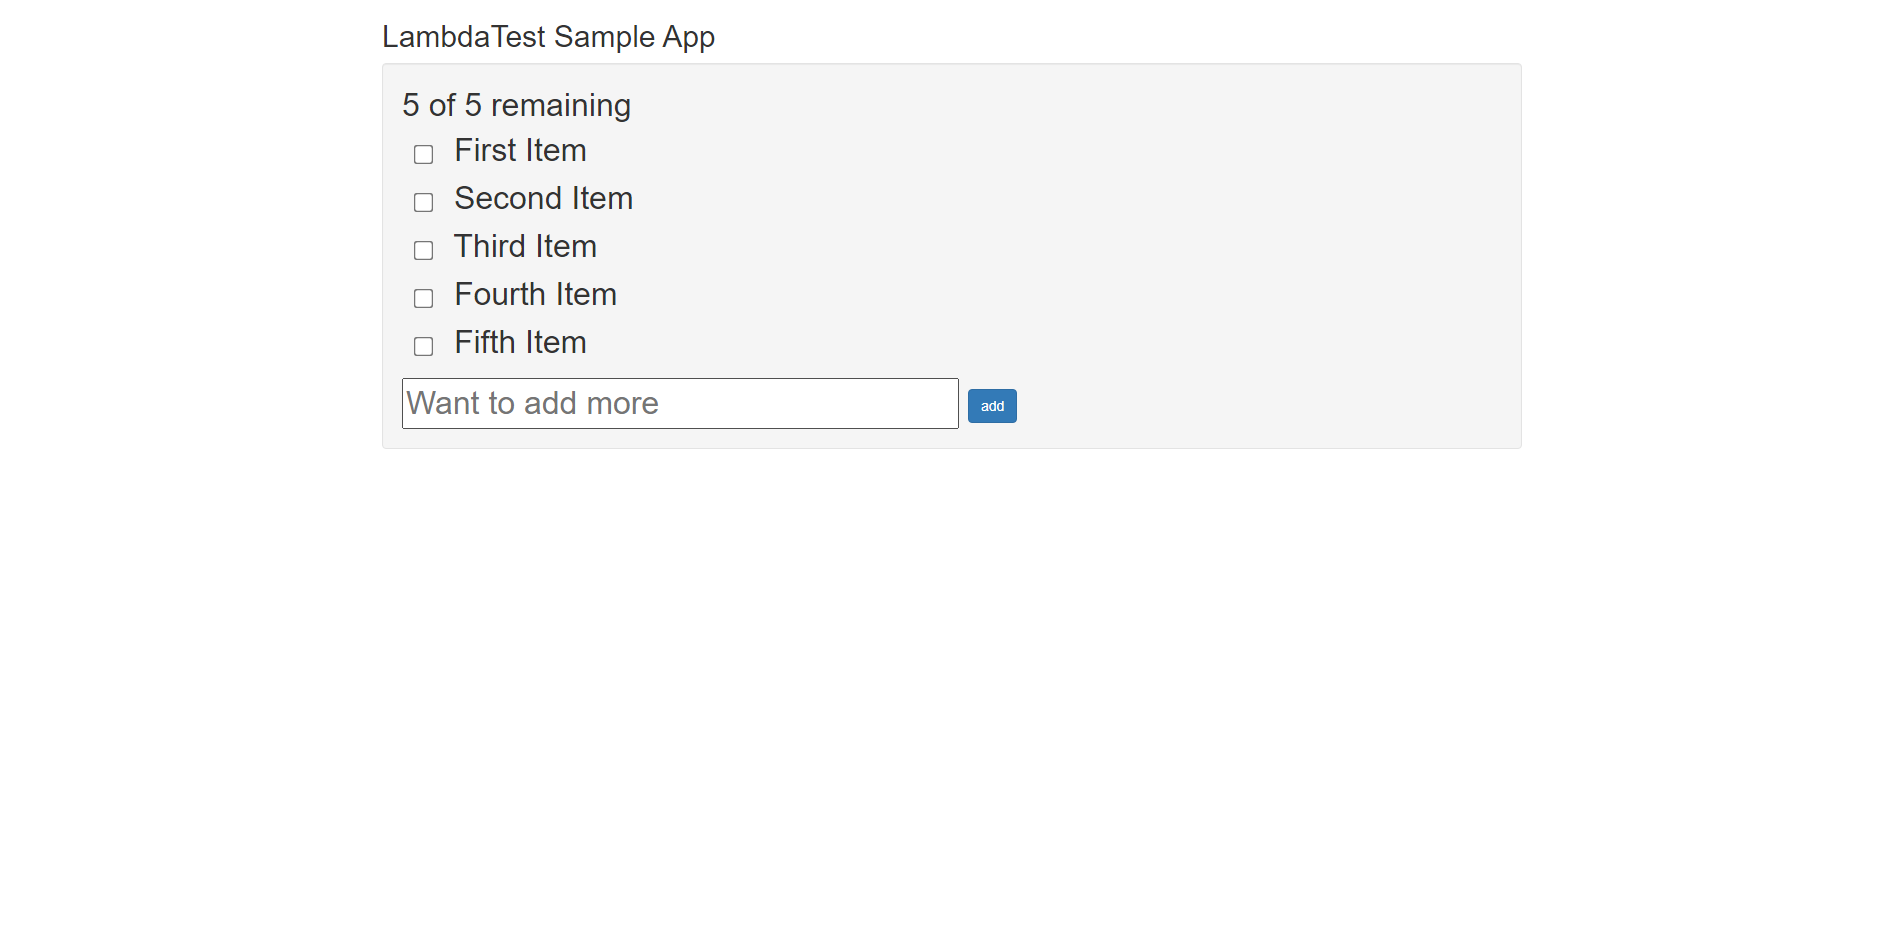 LambdaTest Sample App
5 of 5 remaining
First Item
Second Item
Third Item
Fourth Item
Fifth Item
Want to add more
add